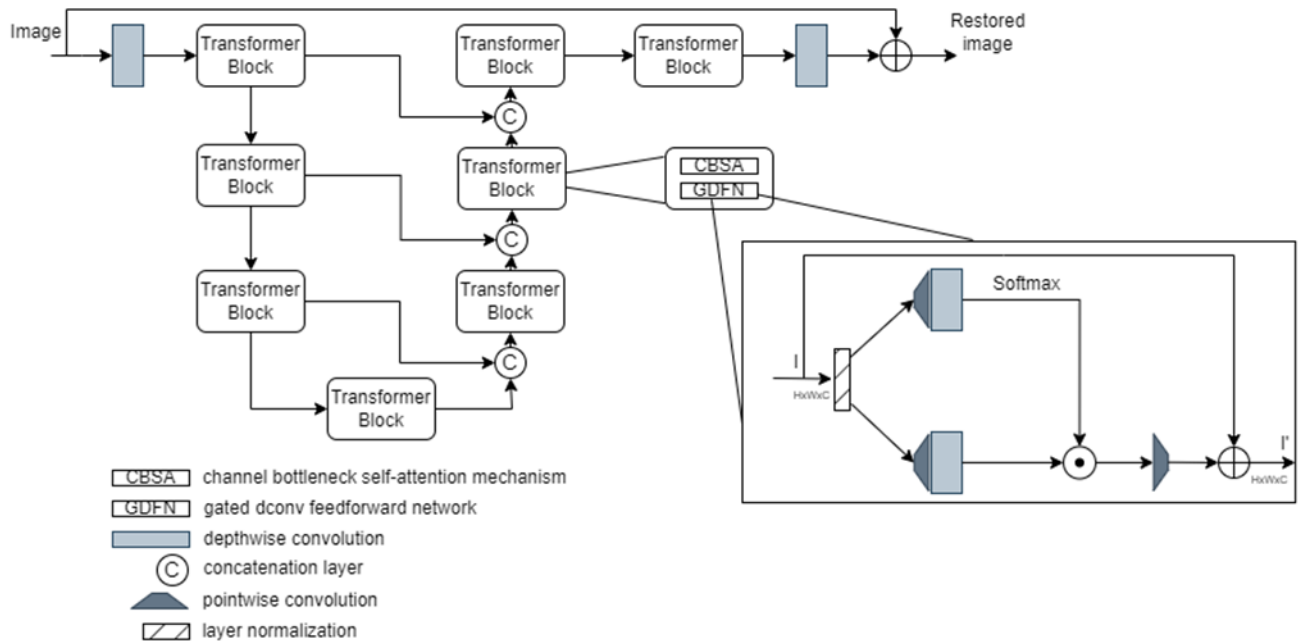 Image
Transformer
Block
Transformer
Block
Transformer
Block
Restored
image
C
Transformer
Block
Transformer
Block
CBSA
GDFN
C
Transformer
Block
Transformer
Block
C
Transformer
Block
Softmax
I
HxWxC
I'
HxWxC
CBSA channel bottleneck self-attention mechanism
GDFN gated dconv feedforward network
depthwise convolution
C concatenation layer
pointwise convolution
layer normalization